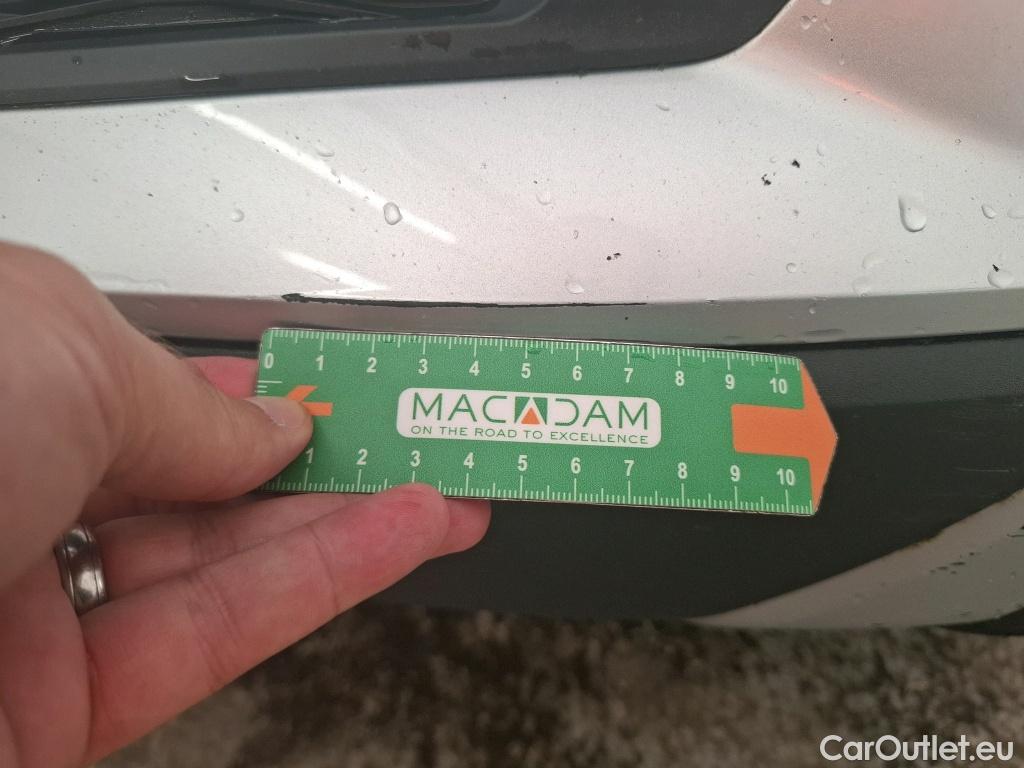 0 1 2 3 4 5 6 7 8 9 10
MACADAM
ON THE ROAD TO EXCELLENCE
1 2 3 4 5 6 7 8 9 10
CarOutlet.eu